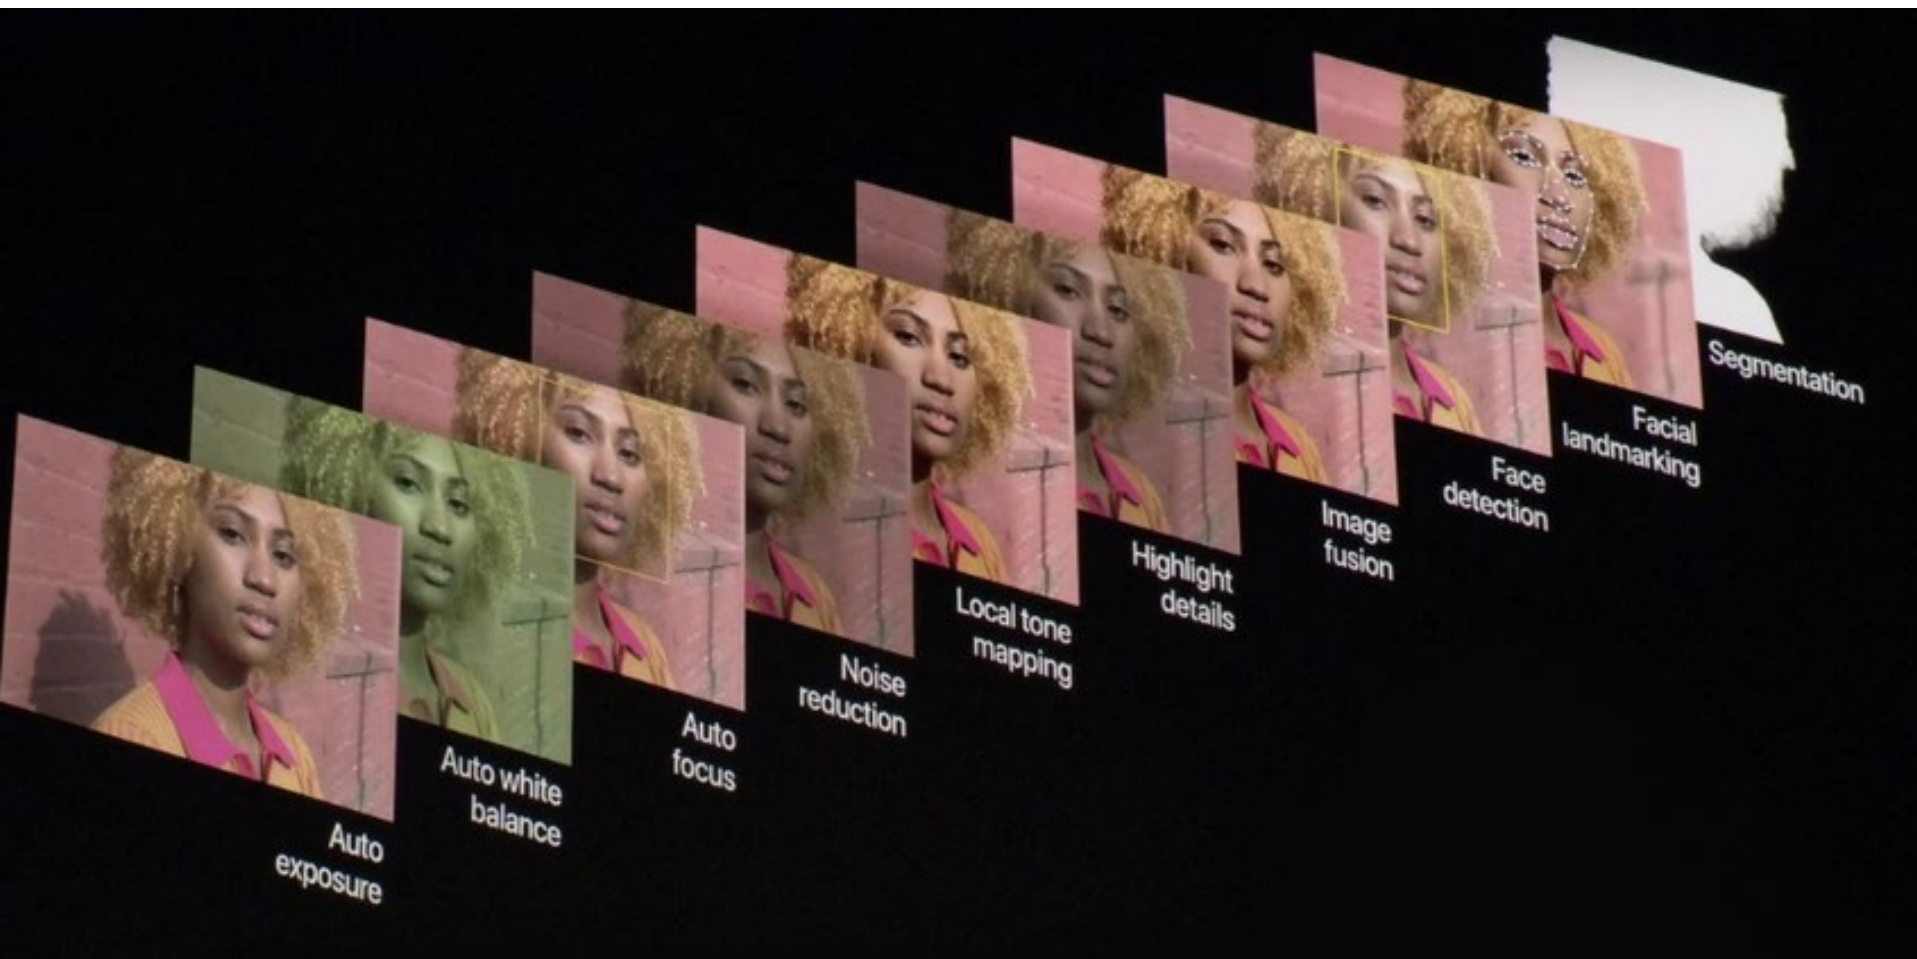 Auto
exposure
Auto white
balance
Auto
focus
Noise
reduction
Local tone
mapping
Highlight
details
Image
fusion
Face
detection
Facial
landmarking
Segmentation